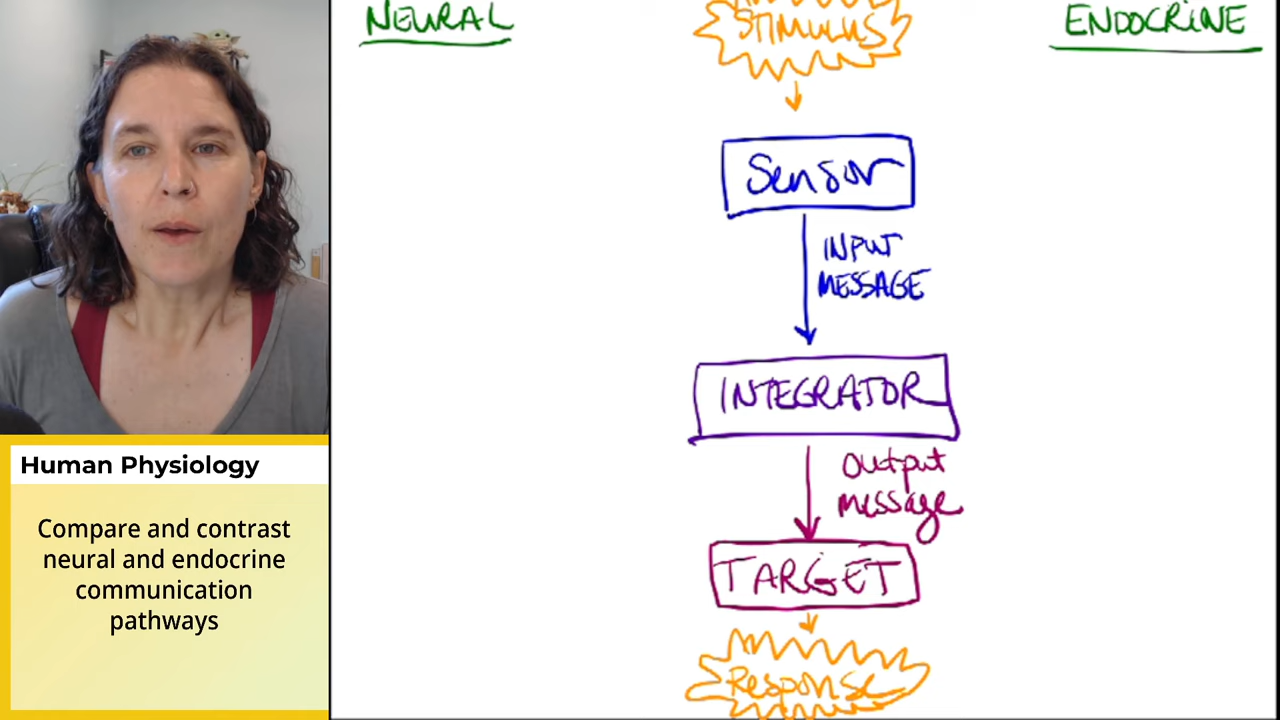 NEURAL
STIMULUS
ENDOCRINE
Sensor
INPUT
MESSAGE
INTEGRATOR
Output
message
TARGET
Response
Human Physiology
Compare and contrast
neural and endocrine
communication
pathways